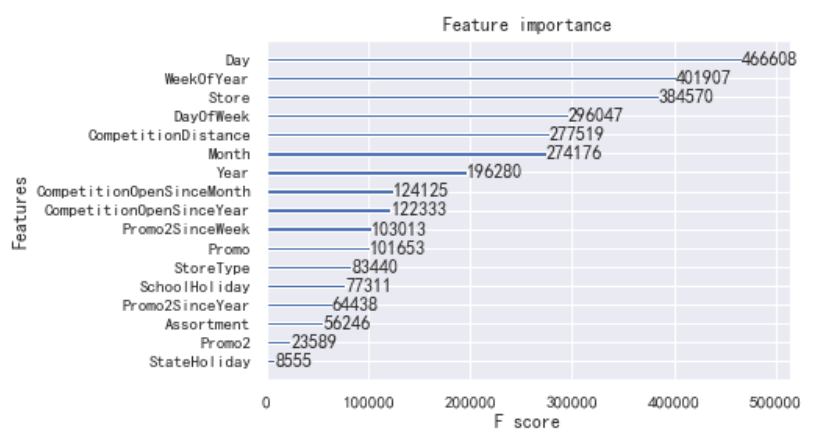 Feature importance
Features
Day 466608
WeekOfYear 401907
Store 384570
DayOfWeek 296047
CompetitionDistance 277519
Month 274176
Year 196280
CompetitionOpenSinceMonth 124125
CompetitionOpenSinceYear 122333
Promo2SinceWeek 103013
Promo 101653
StoreType 83440
SchoolHoliday 77311
Promo2SinceYear 64438
Assortment 56246
Promo2 23589
StateHoliday 8555
0 100000 200000 300000 400000 500000
F score